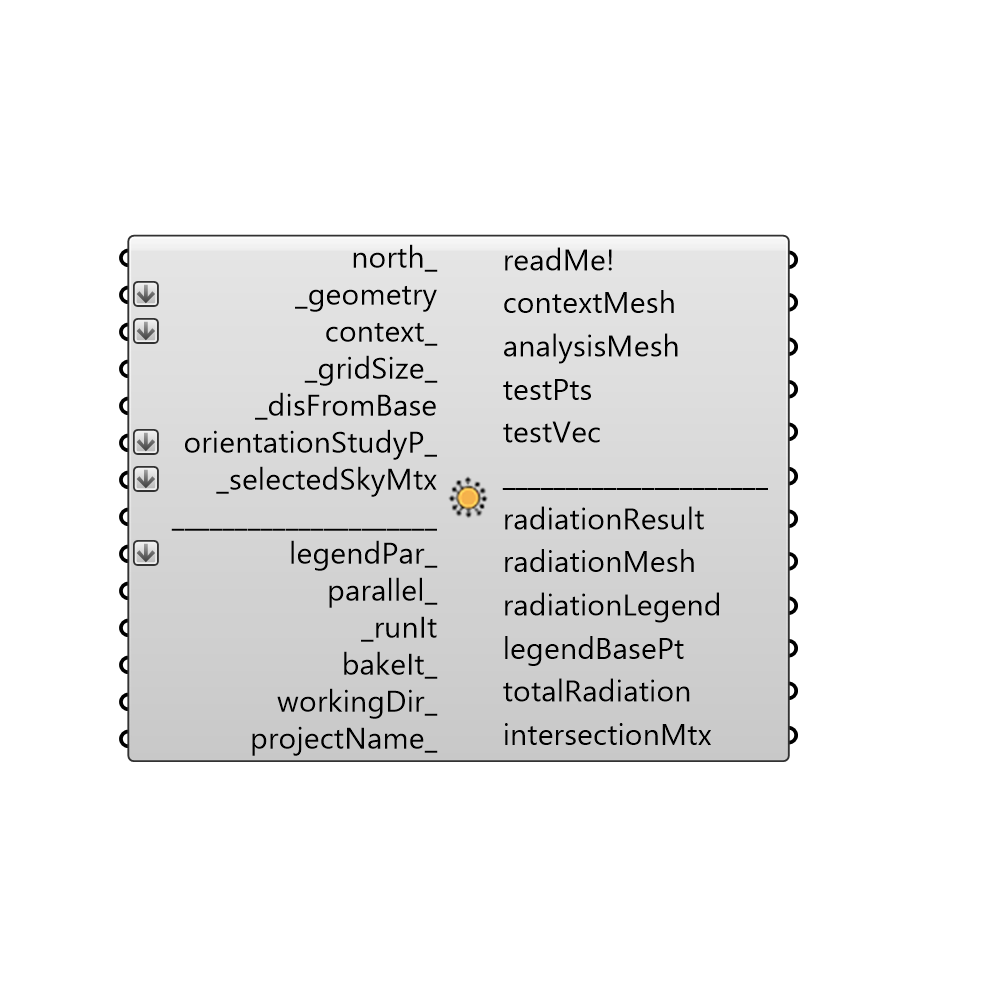 north_
_geometry
context_
_gridSize_
_disFromBase
orientationStudyP_
_selectedSkyMtx
____________________
legendPar_
parallel_
_runIt
bakeIt_
workingDir_
projectName_
readMe!
contextMesh
analysisMesh
testPts
testVec
____________________
radiationResult
radiationMesh
radiationLegend
legendBasePt
totalRadiation
intersectionMtx